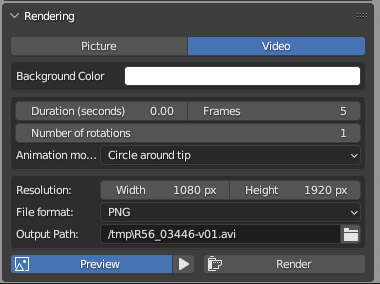 Rendering
Picture Video
Background Color
Duration (seconds) 0.00 Frames 5
Number of rotations 1
Animation mo... Circle around tip
Resolution: Width 1080 px Height 1920 px
File format: PNG
Output Path: /tmp\R56_03446-v01.avi
Preview Render